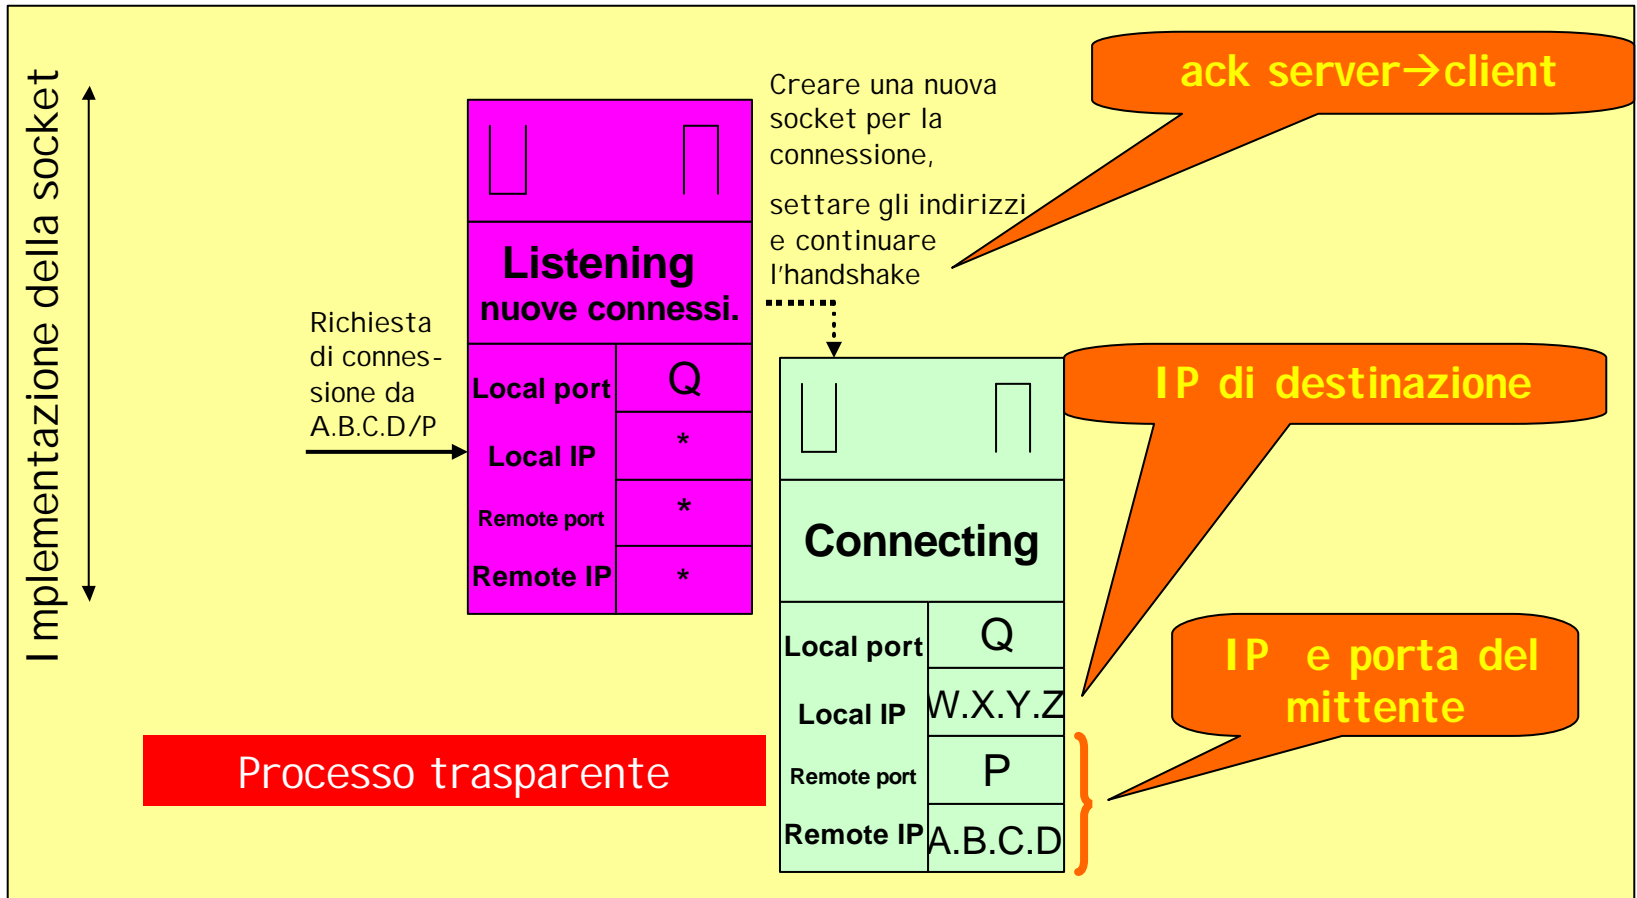 Implementazione della socket
ack server→client
Creare una nuova
socket per la
connessione,
settare gli indirizzi
e continuare
l'handshake
Listening
nuove connessi.
Richiesta
di connes-
sione da
A.B.C.D/P
Local port Q
Local IP *
Remote port *
Remote IP *
IP di destinazione
Connecting
Local port Q
Local IP W.X.Y.Z
Remote port P
Remote IP A.B.C.D
IP e porta del
mittente
Processo trasparente